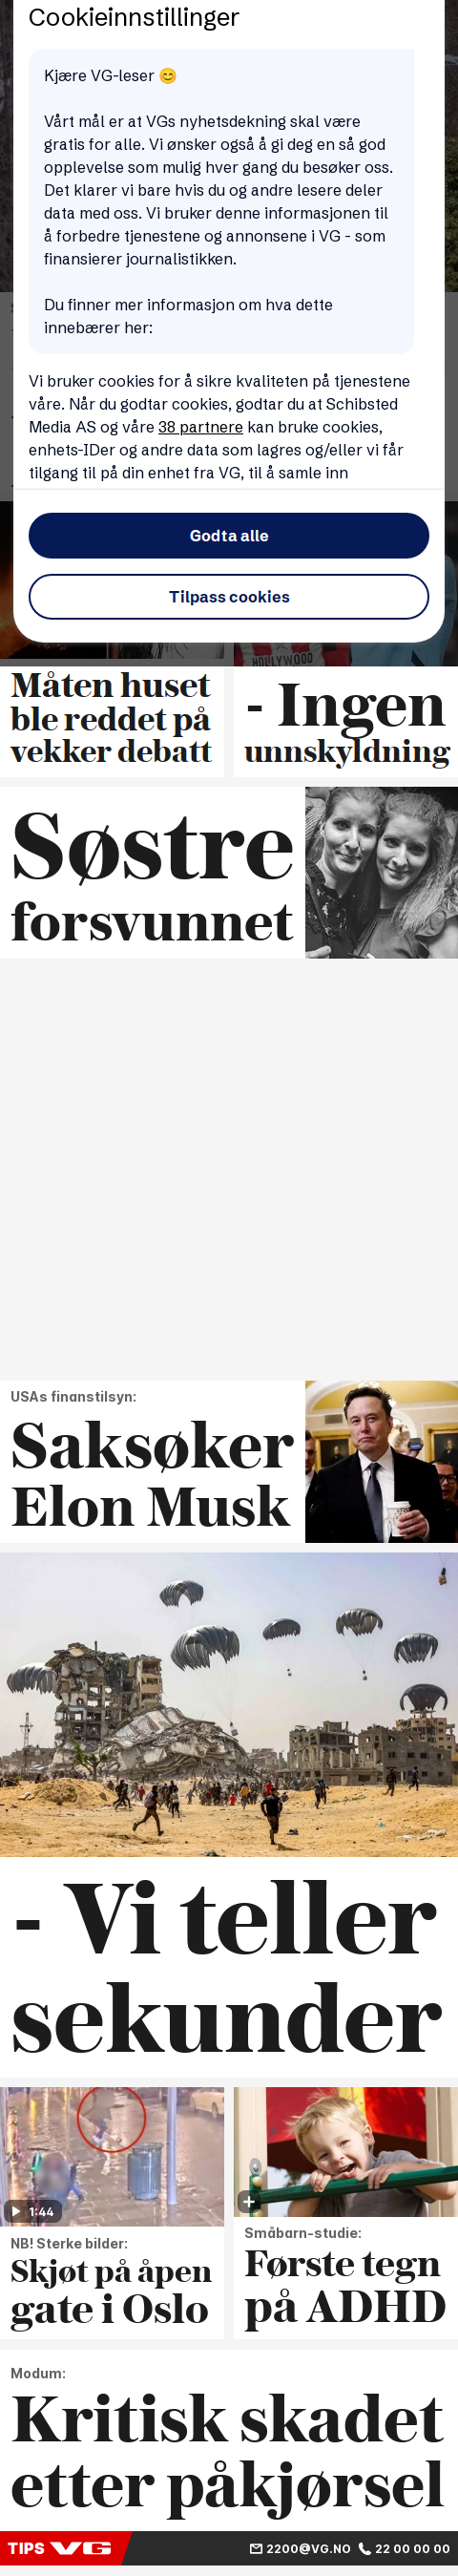 Cookieinnstillinger
Kjære VG-leser 😊
Vårt mål er at VGs nyhetsdekning skal være
gratis for alle. Vi ønsker også å gi deg en så god
opplevelse som mulig hver gang du besøker oss.
Det klarer vi bare hvis du og andre lesere deler
data med oss. Vi bruker denne informasjonen til
å forbedre tjenestene og annonsene i VG - som
finansierer journalistikken.
Du finner mer informasjon om hva dette
innebærer her:
Vi bruker cookies for å sikre kvaliteten på tjenestene
våre. Når du godtar cookies, godtar du at Schibsted
Media AS og våre 38 partnere kan bruke cookies,
enhets-IDer og andre data som lagres og/eller vi får
tilgang til på din enhet fra VG, til å samle inn
Godta alle
Tilpass cookies
HOLLYWOOD
Måten huset
ble reddet på
vekker debatt
- Ingen
unnskyldning
Søstre
forsvunnet
USAs finanstilsyn:
Saksøker
Elon Musk
- Vi teller
sekunder
1:44
NB! Sterke bilder:
Skjøt på åpen
gate i Oslo
Småbarn-studie:
Første tegn
på ADHD
Modum:
Kritisk skadet
etter påkjørsel
TIPS VG 2200@VG.NO 22 00 00 00